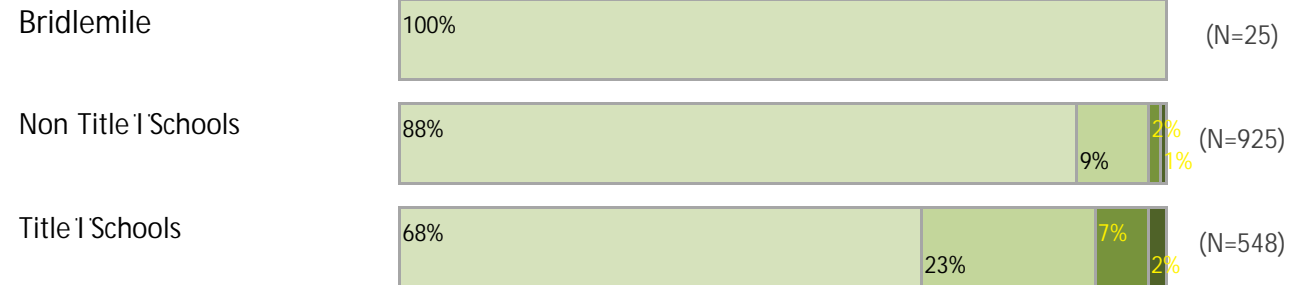 Bridlemile 100% (N=25)
Non Title I Schools 88% 9% 2% 1% (N=925)
Title I Schools 68% 23% 7% 2% (N=548)